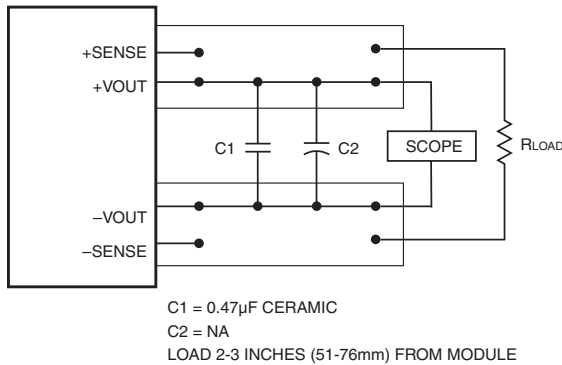 +SENSE
+VOUT
C1
C2
SCOPE
RLOAD
–VOUT
–SENSE
C1 = 0.47µF CERAMIC
C2 = NA
LOAD 2-3 INCHES (51-76mm) FROM MODULE